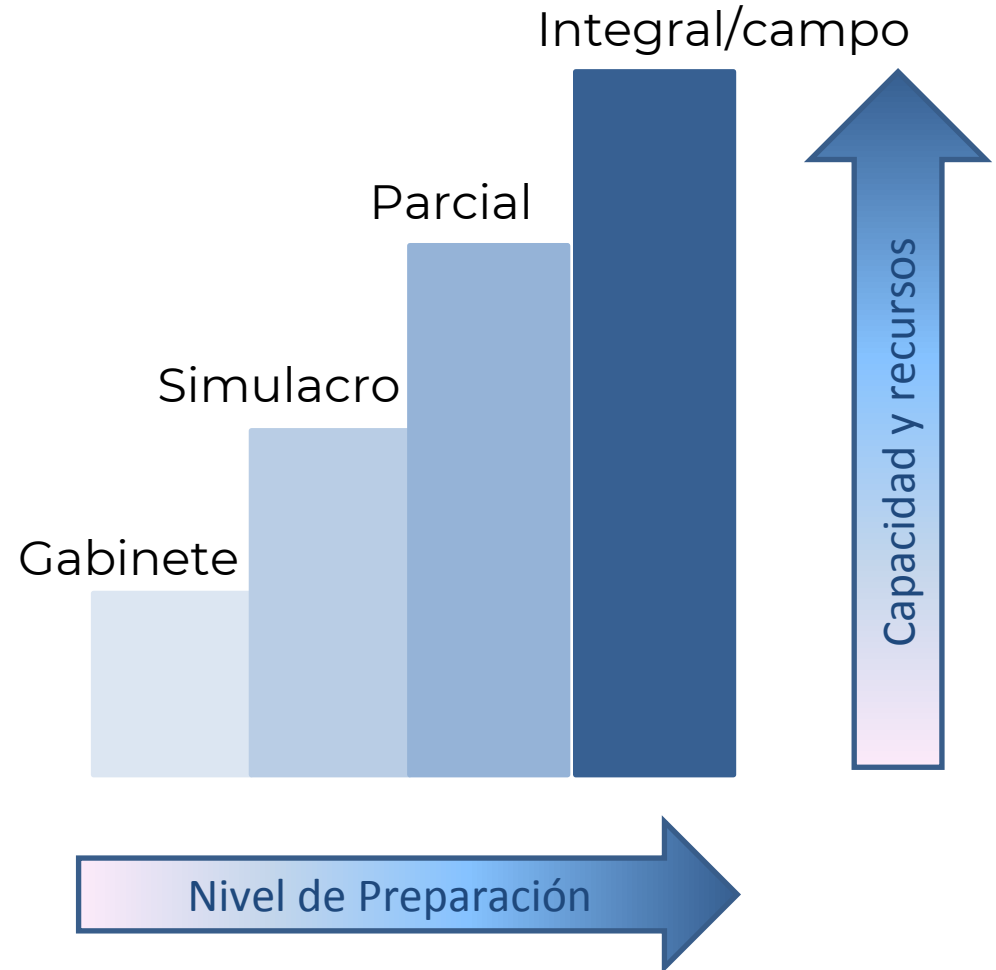 Integral/campo
Parcial
Simulacro
Gabinete
Capacidad y recursos
Nivel de Preparación